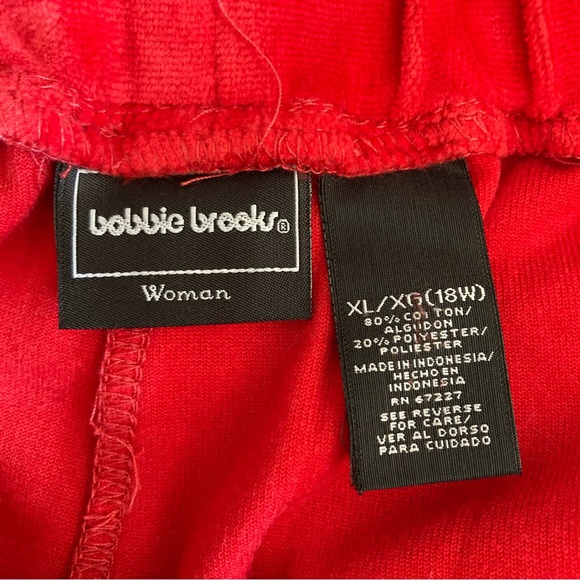 bobbie brooks®
Woman
XL/XG(18W)
80% COTTON/
ALGODON
20% POLYESTER/
POLIESTER
MADE IN INDONESIA/
HECHO EN
INDONESIA
RN 67227
SEE REVERSE
FOR CARE/
VER AL DORSO
PARA CUIDADO